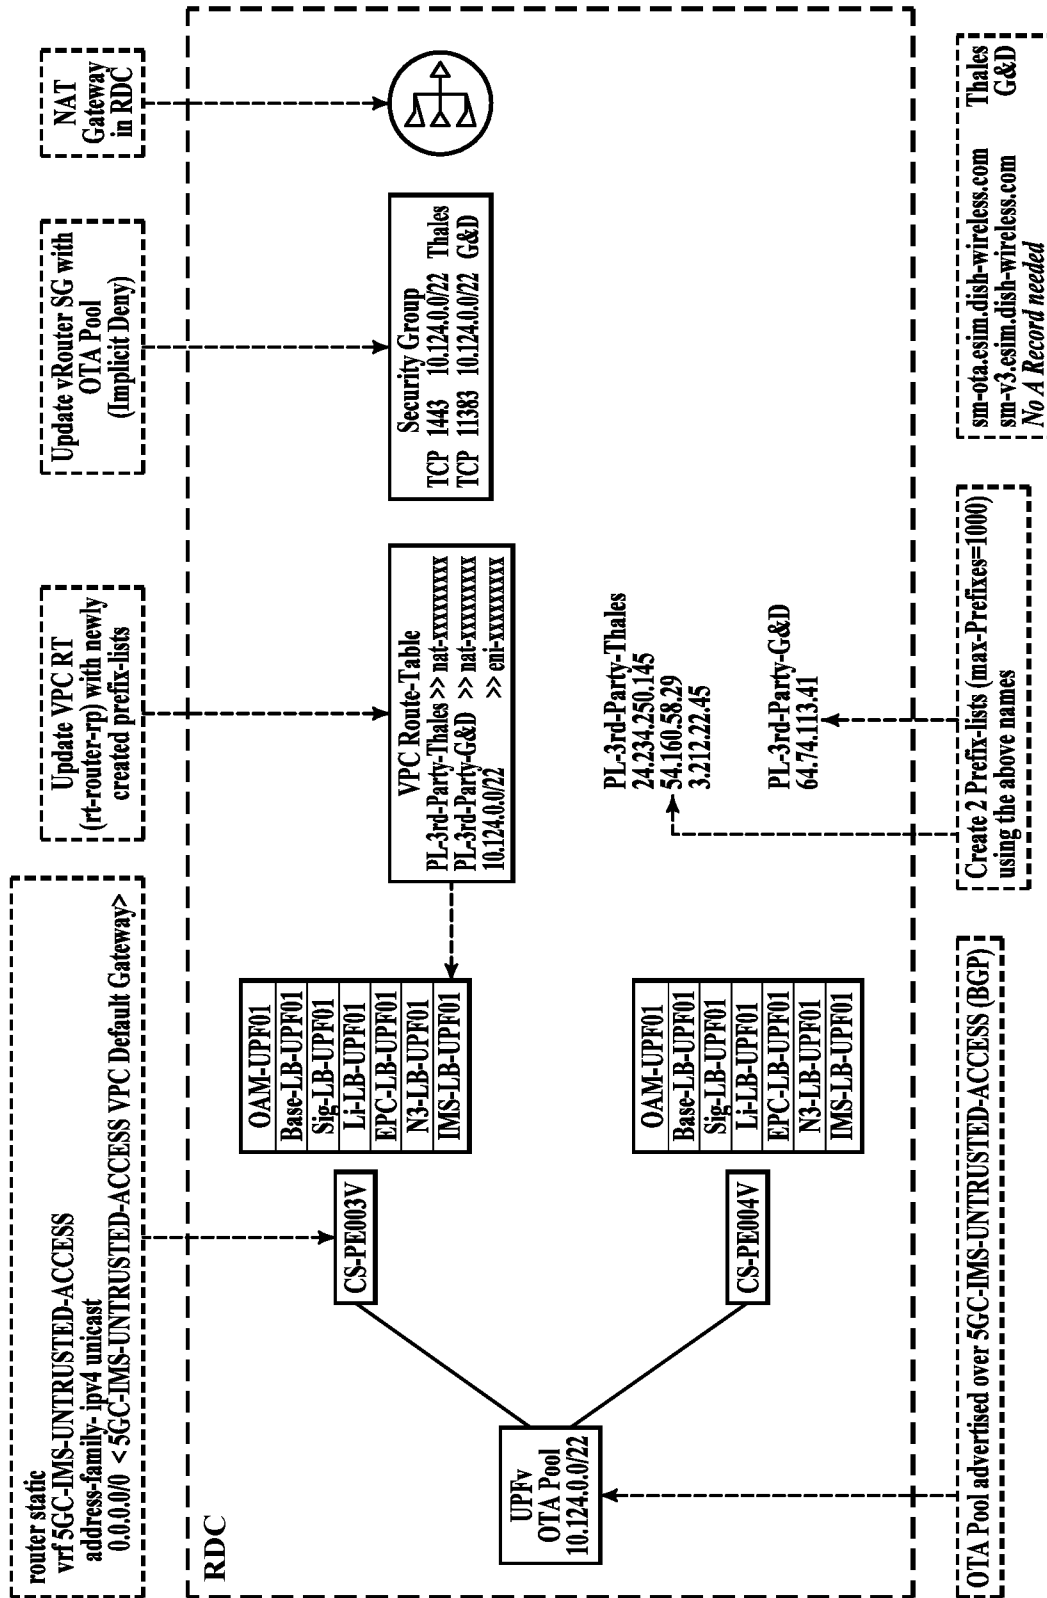 router static
vrf 5GC-IMS-UNTRUSTED-ACCESS
address-family- ipv4 unicast
0.0.0.0/0 < 5GC-IMS-UNTRUSTED-ACCESS VPC Default Gateway>
Update VPC RT
(rt-router-rp) with newly
created prefix-lists
Update vRouter SG with
OTA Pool
(Implicit Deny)
NAT
Gateway
in RDC
RDC
UPFv
OTA Pool
10.124.0.0/22
CS-PE003V
OAM-UPF01
Base-LB-UPF01
Sig-LB-UPF01
Li-LB-UPF01
EPC-LB-UPF01
N3-LB-UPF01
IMS-LB-UPF01
VPC Route-Table
PL-3rd-Party-Thales >> nat-xxxxxxxxxx
PL-3rd-Party-G&D >> nat-xxxxxxxxxx
10.124.0.0/22 >> eni-xxxxxxxxxx
Security Group
TCP 1443 10.124.0.0/22 Thales
TCP 11383 10.124.0.0/22 G&D
CS-PE004V
OAM-UPF01
Base-LB-UPF01
Sig-LB-UPF01
Li-LB-UPF01
EPC-LB-UPF01
N3-LB-UPF01
IMS-LB-UPF01
PL-3rd-Party-Thales
24.234.250.145
54.160.58.29
3.212.22.45
PL-3rd-Party-G&D
64.74.113.41
OTA Pool advertised over 5GC-IMS-UNTRUSTED-ACCESS (BGP)
Create 2 Prefix-lists (max-Prefixes=1000)
using the above names
sm-ota.esim.dish-wireless.com Thales
sm-v3.esim.dish-wireless.com G&D
No A Record needed